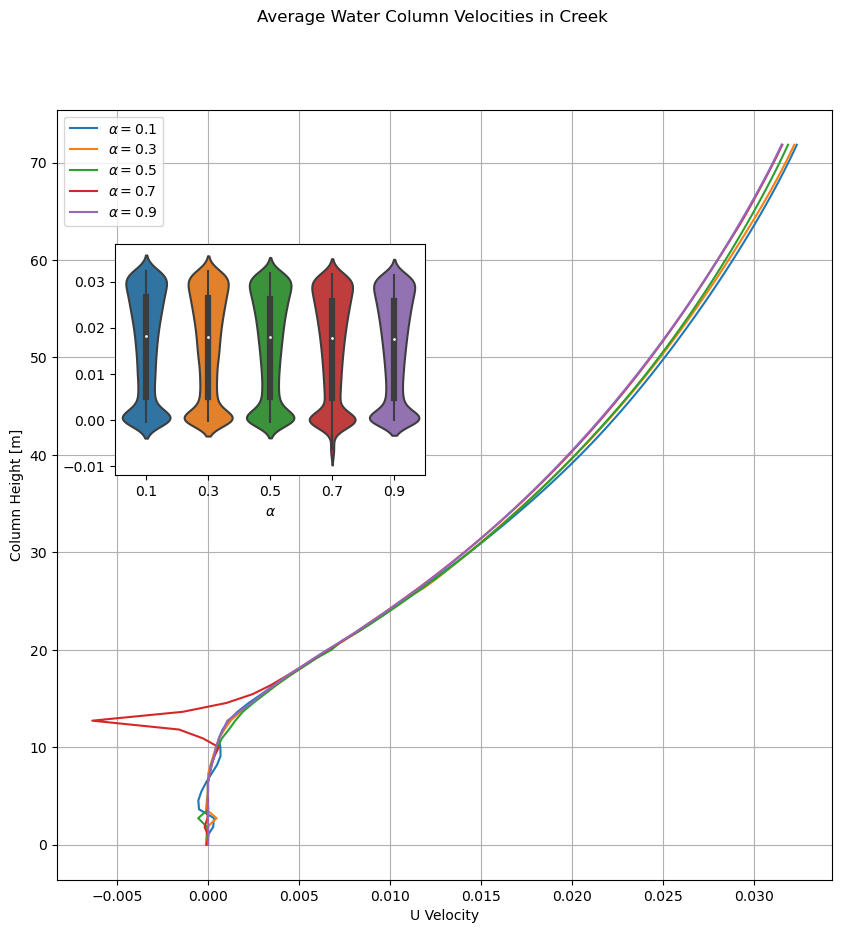 Average Water Column Velocities in Creek
α = 0.1
α = 0.3
α = 0.5
α = 0.7
α = 0.9
70
60
50
40
30
20
10
0
Column Height [m]
0.03
0.02
0.01
0.00
−0.01
0.1 0.3 0.5 0.7 0.9
α
−0.005 0.000 0.005 0.010 0.015 0.020 0.025 0.030
U Velocity